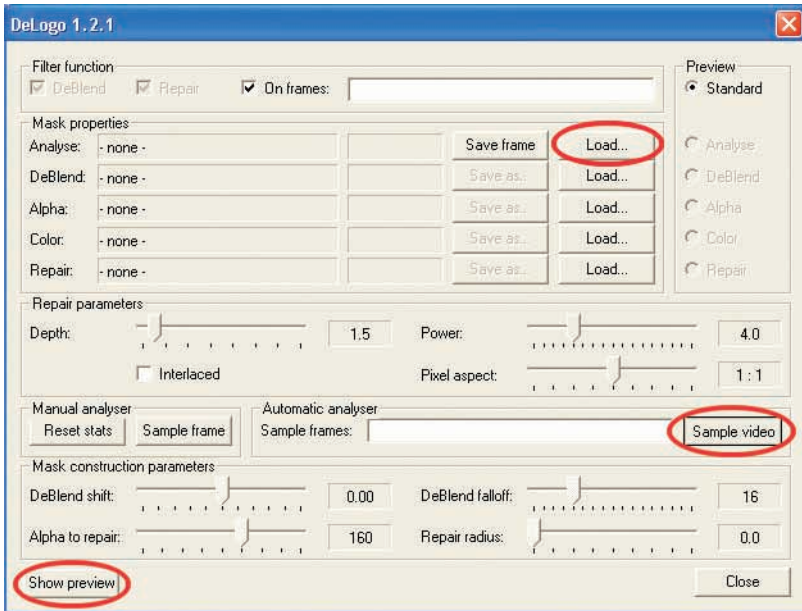 DeLogo 1.2.1
Filter function
DeBlend Repair On frames:
Preview
Standard
Analyse
DeBlend
Alpha
Color
Repair
Mask properties
Analyse: - none - Save frame Load...
DeBlend: - none - Save as.. Load...
Alpha: - none - Save as.. Load...
Color: - none - Save as.. Load...
Repair: - none - Save as.. Load...
Repair parameters
Depth: 1.5 Power: 4.0
Interlaced Pixel aspect: 1 : 1
Manual analyser
Reset stats Sample frame
Automatic analyser
Sample frames: Sample video
Mask construction parameters
DeBlend shift: 0.00 DeBlend falloff: 16
Alpha to repair: 160 Repair radius: 0.0
Show preview Close